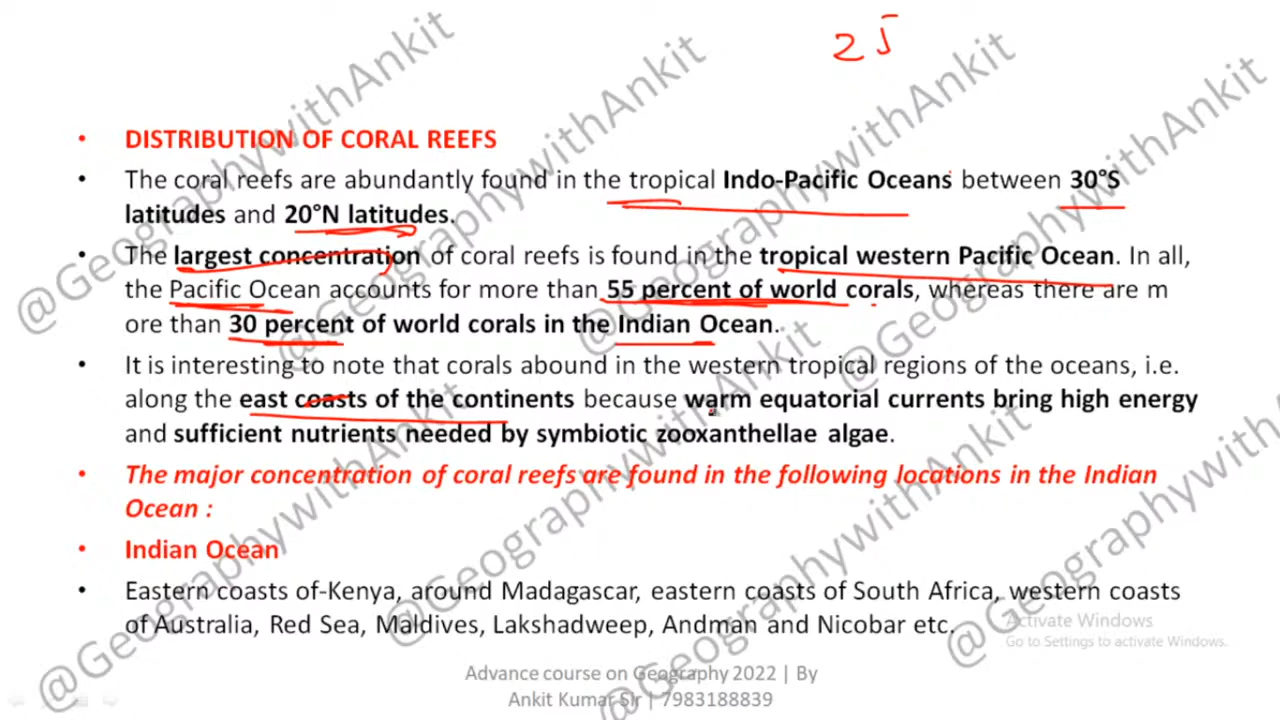 25
• DISTRIBUTION OF CORAL REEFS
• The coral reefs are abundantly found in the tropical Indo-Pacific Oceans between 30°S
latitudes and 20°N latitudes.
• The largest concentration of coral reefs is found in the tropical western Pacific Ocean. In all,
the Pacific Ocean accounts for more than 55 percent of world corals, whereas there are m
ore than 30 percent of world corals in the Indian Ocean.
• It is interesting to note that corals abound in the western tropical regions of the oceans, i.e.
along the east coasts of the continents because warm equatorial currents bring high energy
and sufficient nutrients needed by symbiotic zooxanthellae algae.
• The major concentration of coral reefs are found in the following locations in the Indian
Ocean :
• Indian Ocean
• Eastern coasts of-Kenya, around Madagascar, eastern coasts of South Africa, western coasts
of Australia, Red Sea, Maldives, Lakshadweep, Andman and Nicobar etc.
Activate Windows
Go to Settings to activate Windows.
Advance course on Geography 2022 | By
Ankit Kumar Sir | 7983188839
@GeographywithAnkit
@GeographywithAnkit
@GeographywithAnkit
@GeographywithAnkit
@GeographywithAnkit
@GeographywithAnkit
@GeographywithAnkit
@GeographywithAnkit